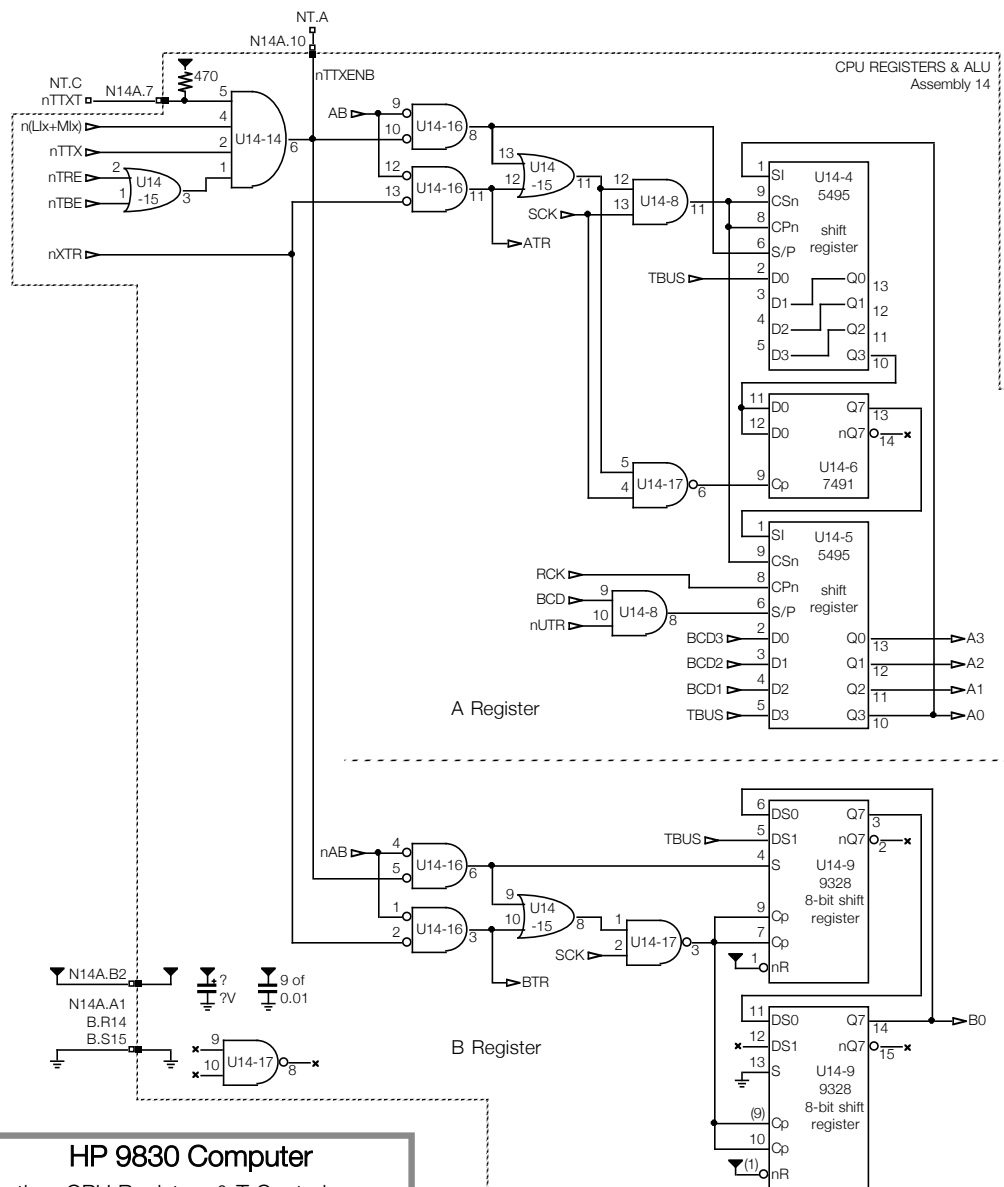 NT.A
N14A.10
nTTXENB
CPU REGISTERS & ALU
Assembly 14
470
NT.C
nTTXT
N14A.7
n(LIx+MIx)
nTTX
nTRE
nTBE
5
4
2
1
U14-14
6
2
1
U14
-15
3
nXTR
AB
9
10
U14-16
8
12
13
U14-16
11
13
12
U14
-15
11
ATR
SCK
12
13
U14-8
11
TBUS
1
SI
9
CSn
8
CPn
6
S/P
2
D0
3
D1
4
D2
5
D3
U14-4
5495
shift
register
Q0
13
Q1
12
Q2
11
Q3
10
11
D0
12
D0
9
Cp
Q7
13
nQ7
14
U14-6
7491
5
4
U14-17
6
RCK
BCD
nUTR
9
10
U14-8
8
BCD3
BCD2
BCD1
TBUS
1
SI
9
CSn
8
CPn
6
S/P
2
D0
3
D1
4
D2
5
D3
U14-5
5495
shift
register
Q0
13
A3
Q1
12
A2
Q2
11
A1
Q3
10
A0
A Register
nAB
4
5
U14-16
6
1
2
U14-16
3
9
10
U14
-15
8
BTR
SCK
1
2
U14-17
3
TBUS
6
DS0
5
DS1
4
S
9
Cp
7
Cp
1
nR
Q7
3
nQ7
2
U14-9
9328
8-bit shift
register
11
DS0
12
DS1
13
S
(9)
Cp
10
Cp
(1)
nR
Q7
14
nQ7
15
U14-9
9328
8-bit shift
register
B0
B Register
N14A.B2
+
?
?V
9 of
0.01
N14A.A1
B.R14
B.S15
9
10
U14-17
8
HP 9830 Computer